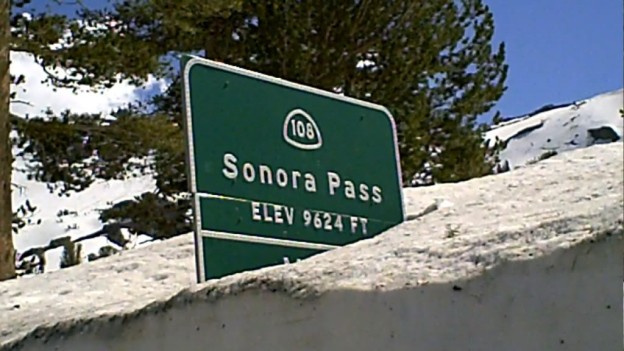 108
Sonora Pass
ELEV 9624 FT